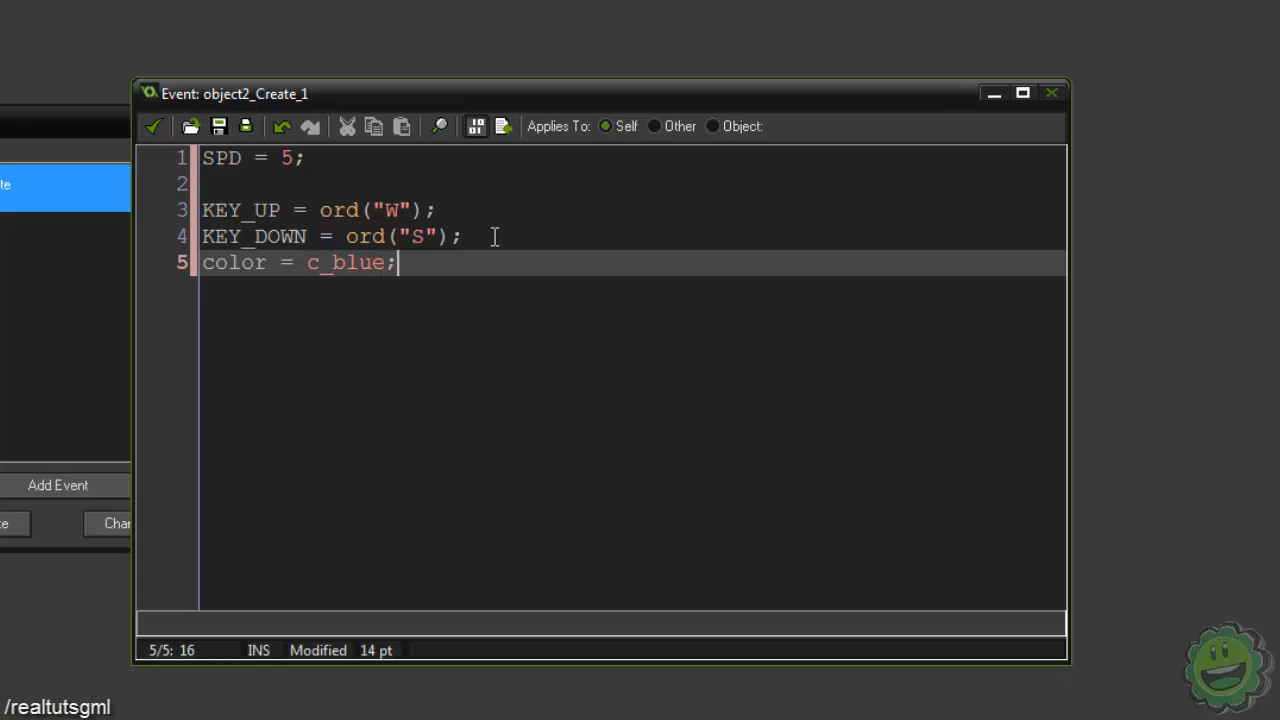 Event: object2_Create_1
Applies To: Self Other Object:
1 SPD = 5;
2
3 KEY_UP = ord("W");
4 KEY_DOWN = ord("S");
5 color = c_blue;
te
Add Event
te
Char
5/5: 16 INS Modified 14 pt
/realtutsgml